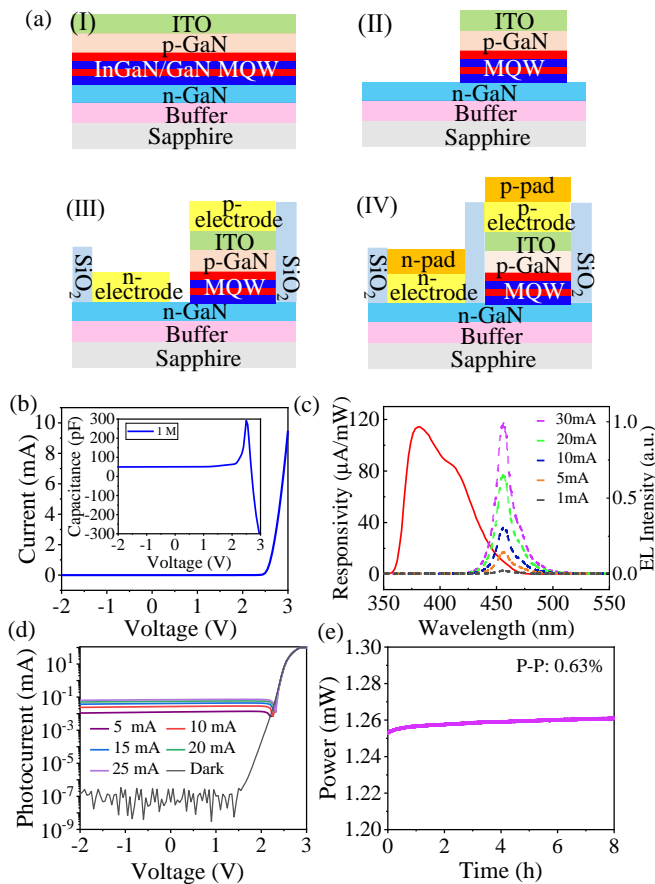 (a)
(I)
ITO
p-GaN
InGaN/GaN MQW
n-GaN
Buffer
Sapphire
(II)
ITO
p-GaN
MQW
n-GaN
Buffer
Sapphire
(III)
p-
electrode
ITO
p-GaN
MQW
SiO2
n-
electrode
SiO2
n-GaN
Buffer
Sapphire
(IV)
p-pad
p-
electrode
ITO
p-GaN
MQW
SiO2
n-pad
n-
electrode
SiO2
n-GaN
Buffer
Sapphire
(b)
Current (mA)
10
8
6
4
2
0
-2 -1 0 1 2 3
Voltage (V)
Capacitance (pF)
300
200
100
0
-100
-200
-300
-2 -1 0 1 2 3
Voltage (V)
1 M
(c)
Responsivity (μA/mW)
120
80
40
0
350 400 450 500 550
Wavelength (nm)
EL Intensity (a.u.)
1.0
0.5
0.0
30mA
20mA
10mA
5mA
1mA
(d)
Photocurrent (mA)
10^1
10^-1
10^-3
10^-5
10^-7
10^-9
-2 -1 0 1 2 3
Voltage (V)
5 mA 10 mA
15 mA 20 mA
25 mA Dark
(e)
Power (mW)
1.30
1.28
1.26
1.24
1.22
1.20
0 2 4 6 8
Time (h)
P-P: 0.63%